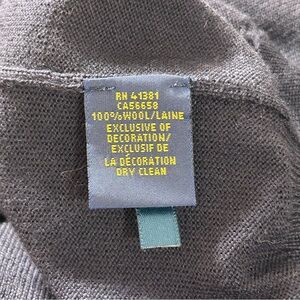 RN 41381
CA56658
100%WOOL/LAINE
EXCLUSIVE OF
DECORATION/
EXCLUSIF DE
LA DÉCORATION
DRY CLEAN